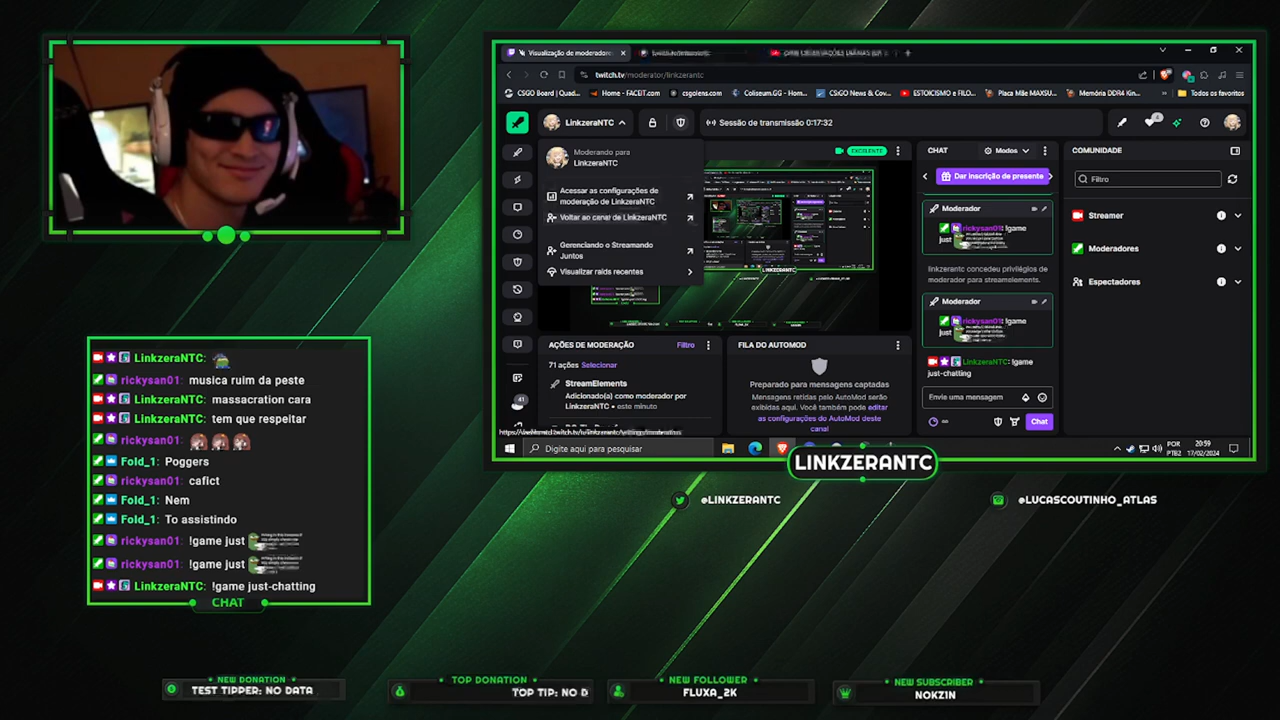 Visualização de moderador
twitch.tv/moderator/linkzerantc
CSGO Board | Quad...
Home - FACEIT.com
csgolens.com
Coliseum.GG - Hom...
CS:GO News & Cov...
ESTOICISMO E FILO...
Placa Mãe MAXSU...
Memória DDR4 Kin...
Todos os favoritos
LinkzeraNTC
Sessão de transmissão 0:17:32
Moderando para
LinkzeraNTC
Acessar as configurações de
moderação de LinkzeraNTC
Voltar ao canal de LinkzeraNTC
Gerenciando o Streamando
Juntos
Visualizar raids recentes
EXCELENTE
LINKZERANTC
AÇÕES DE MODERAÇÃO
Filtro
71 ações Selecionar
StreamElements
Adicionado(a) como moderador por
LinkzeraNTC • este minuto
41
FILA DO AUTOMOD
Preparado para mensagens captadas
Mensagens retidas pelo AutoMod serão
exibidas aqui. Você também pode editar
as configurações do AutoMod deste
canal
CHAT
Modos
Dar inscrição de presente
Moderador
rickysan01: !game
just
linkzerantc concedeu privilégios de
moderador para streamelements.
Moderador
rickysan01: !game
just
LinkzeraNTC: !game
just-chatting
Envie uma mensagem
Chat
COMUNIDADE
Filtro
Streamer
Moderadores
Espectadores
Digite aqui para pesquisar
POR
PTB2
20:59
17/02/2024
LINKZERANTC
@LINKZERANTC
@LUCASCOUTINHO_ATLAS
LinkzeraNTC:
rickysan01: musica ruim da peste
LinkzeraNTC: massacration cara
LinkzeraNTC: tem que respeitar
rickysan01:
Fold_1: Poggers
rickysan01: cafict
Fold_1: Nem
Fold_1: To assistindo
rickysan01: !game just
rickysan01: !game just
LinkzeraNTC: !game just-chatting
CHAT
NEW DONATION
TEST TIPPER: NO DATA
TOP DONATION
TOP TIP: NO D
NEW FOLLOWER
FLUXA_2K
NEW SUBSCRIBER
NOKZIN